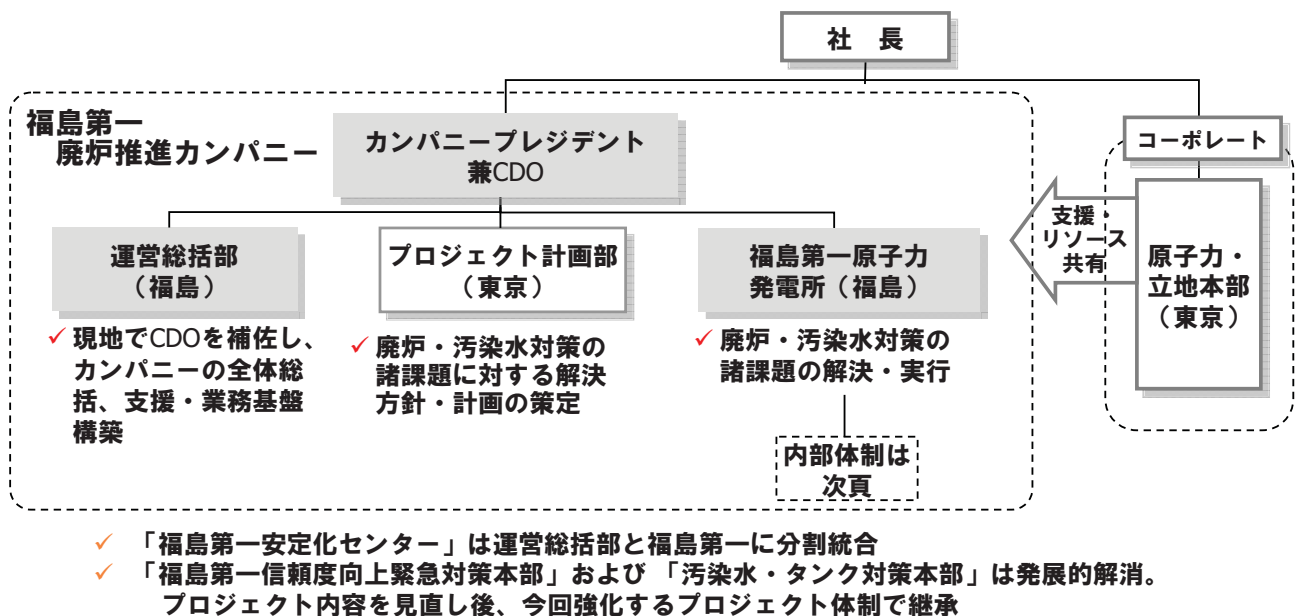 社　長
福島第一
廃炉推進カンパニー
カンパニープレジデント
兼CDO
コーポレート
支援・
リソース
共有
原子力・
立地本部
（東京）
運営総括部
（福島）
プロジェクト計画部
（東京）
福島第一原子力
発電所（福島）
✓ 現地でCDOを補佐し、
カンパニーの全体総
括、支援・業務基盤
構築
✓ 廃炉・汚染水対策の
諸課題に対する解決
方針・計画の策定
✓ 廃炉・汚染水対策の
諸課題の解決・実行
内部体制は
次頁
✓ 「福島第一安定化センター」は運営総括部と福島第一に分割統合
✓ 「福島第一信頼度向上緊急対策本部」および 「汚染水・タンク対策本部」は発展的解消。
プロジェクト内容を見直し後、今回強化するプロジェクト体制で継承